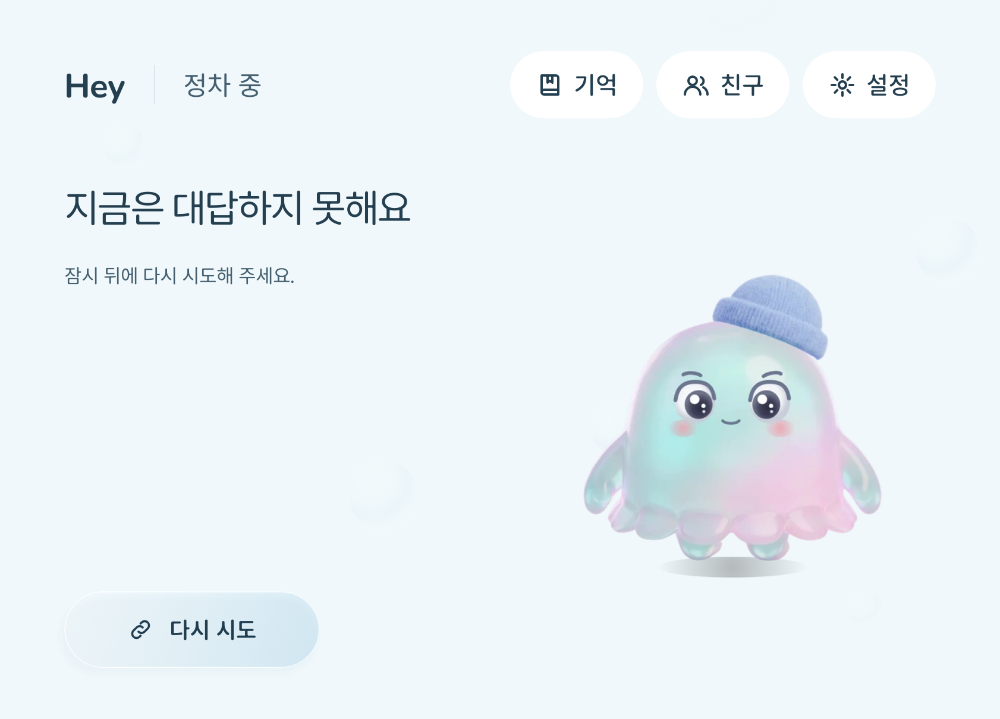 Hey
정차 중
기억
친구
설정
지금은 대답하지 못해요
잠시 뒤에 다시 시도해 주세요.
다시 시도